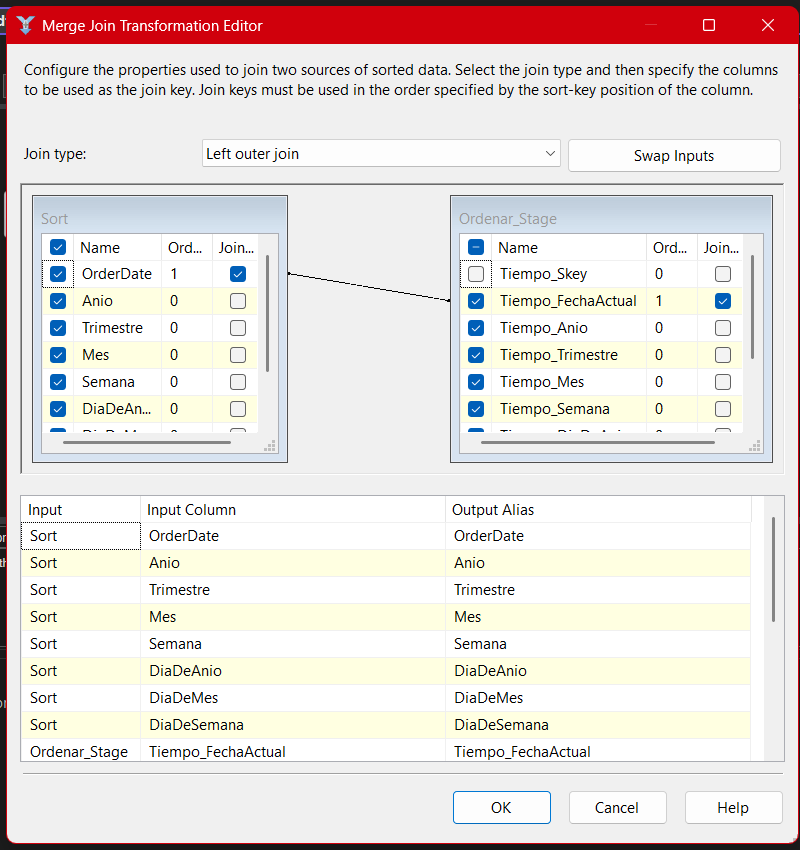 Merge Join Transformation Editor
Configure the properties used to join two sources of sorted data. Select the join type and then specify the columns
to be used as the join key. Join keys must be used in the order specified by the sort-key position of the column.
Join type: Left outer join Swap Inputs
Sort
Name Ord... Join...
OrderDate 1
Anio 0
Trimestre 0
Mes 0
Semana 0
DiaDeAn... 0
Ordenar_Stage
Name Ord... Join...
Tiempo_Skey 0
Tiempo_FechaActual 1
Tiempo_Anio 0
Tiempo_Trimestre 0
Tiempo_Mes 0
Tiempo_Semana 0
Input Input Column Output Alias
Sort OrderDate OrderDate
Sort Anio Anio
Sort Trimestre Trimestre
Sort Mes Mes
Sort Semana Semana
Sort DiaDeAnio DiaDeAnio
Sort DiaDeMes DiaDeMes
Sort DiaDeSemana DiaDeSemana
Ordenar_Stage Tiempo_FechaActual Tiempo_FechaActual
OK Cancel Help